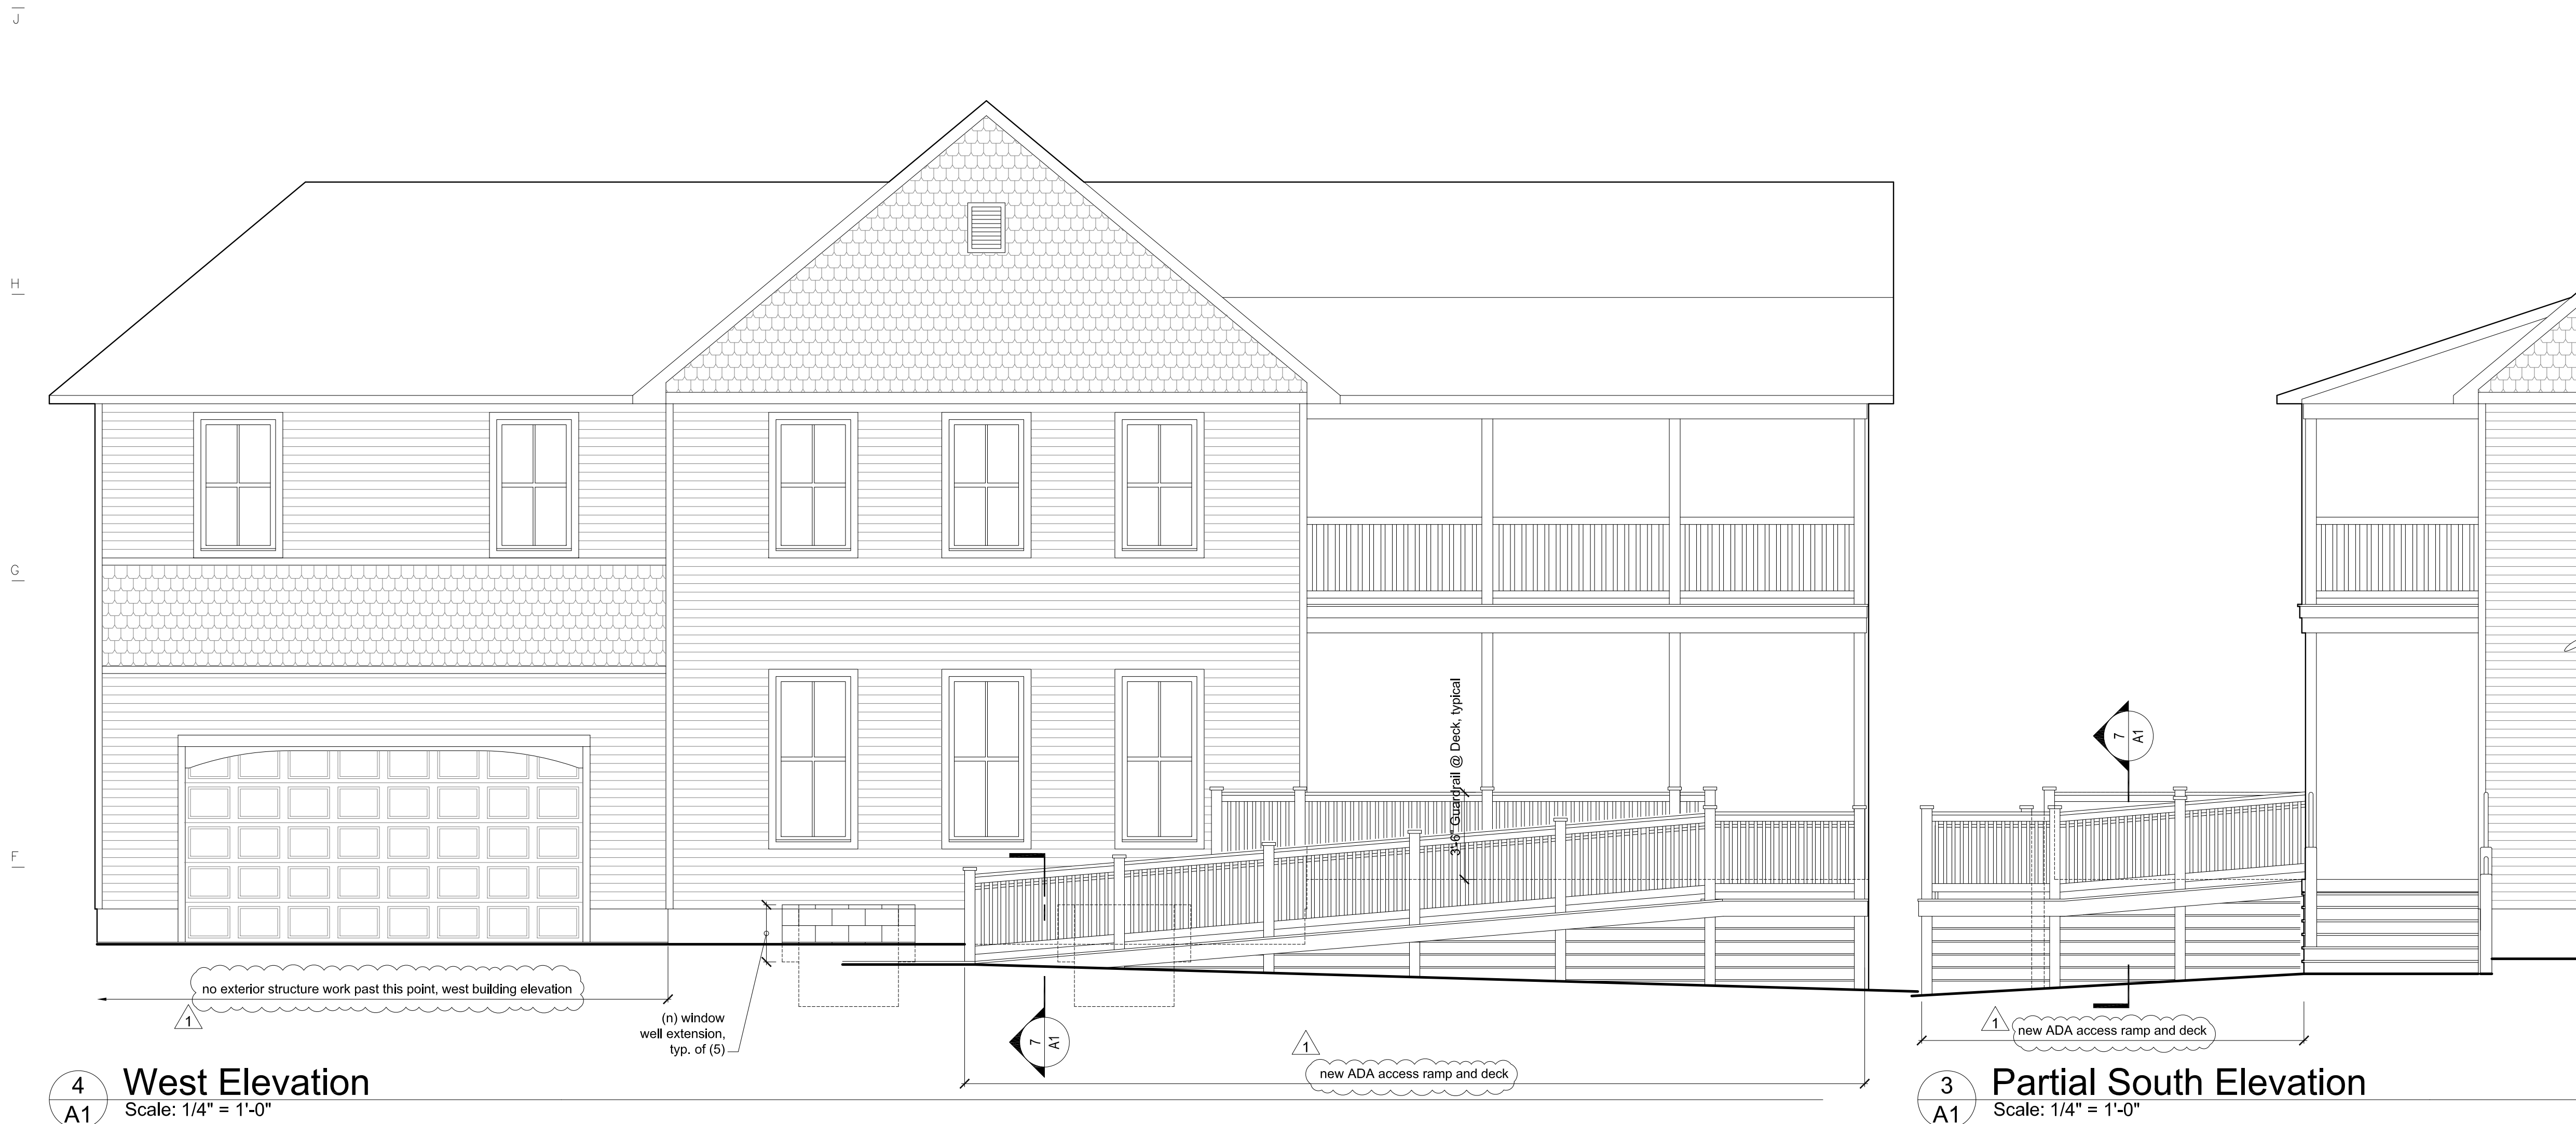 J
H
G
F
3'-6" Guardrail @ Deck, typical
7
A1
no exterior structure work past this point, west building elevation
1
(n) window
well extension,
typ. of (5)
7
A1
1
new ADA access ramp and deck
1
new ADA access ramp and deck
4
A1
West Elevation
Scale: 1/4" = 1'-0"
3
A1
Partial South Elevation
Scale: 1/4" = 1'-0"